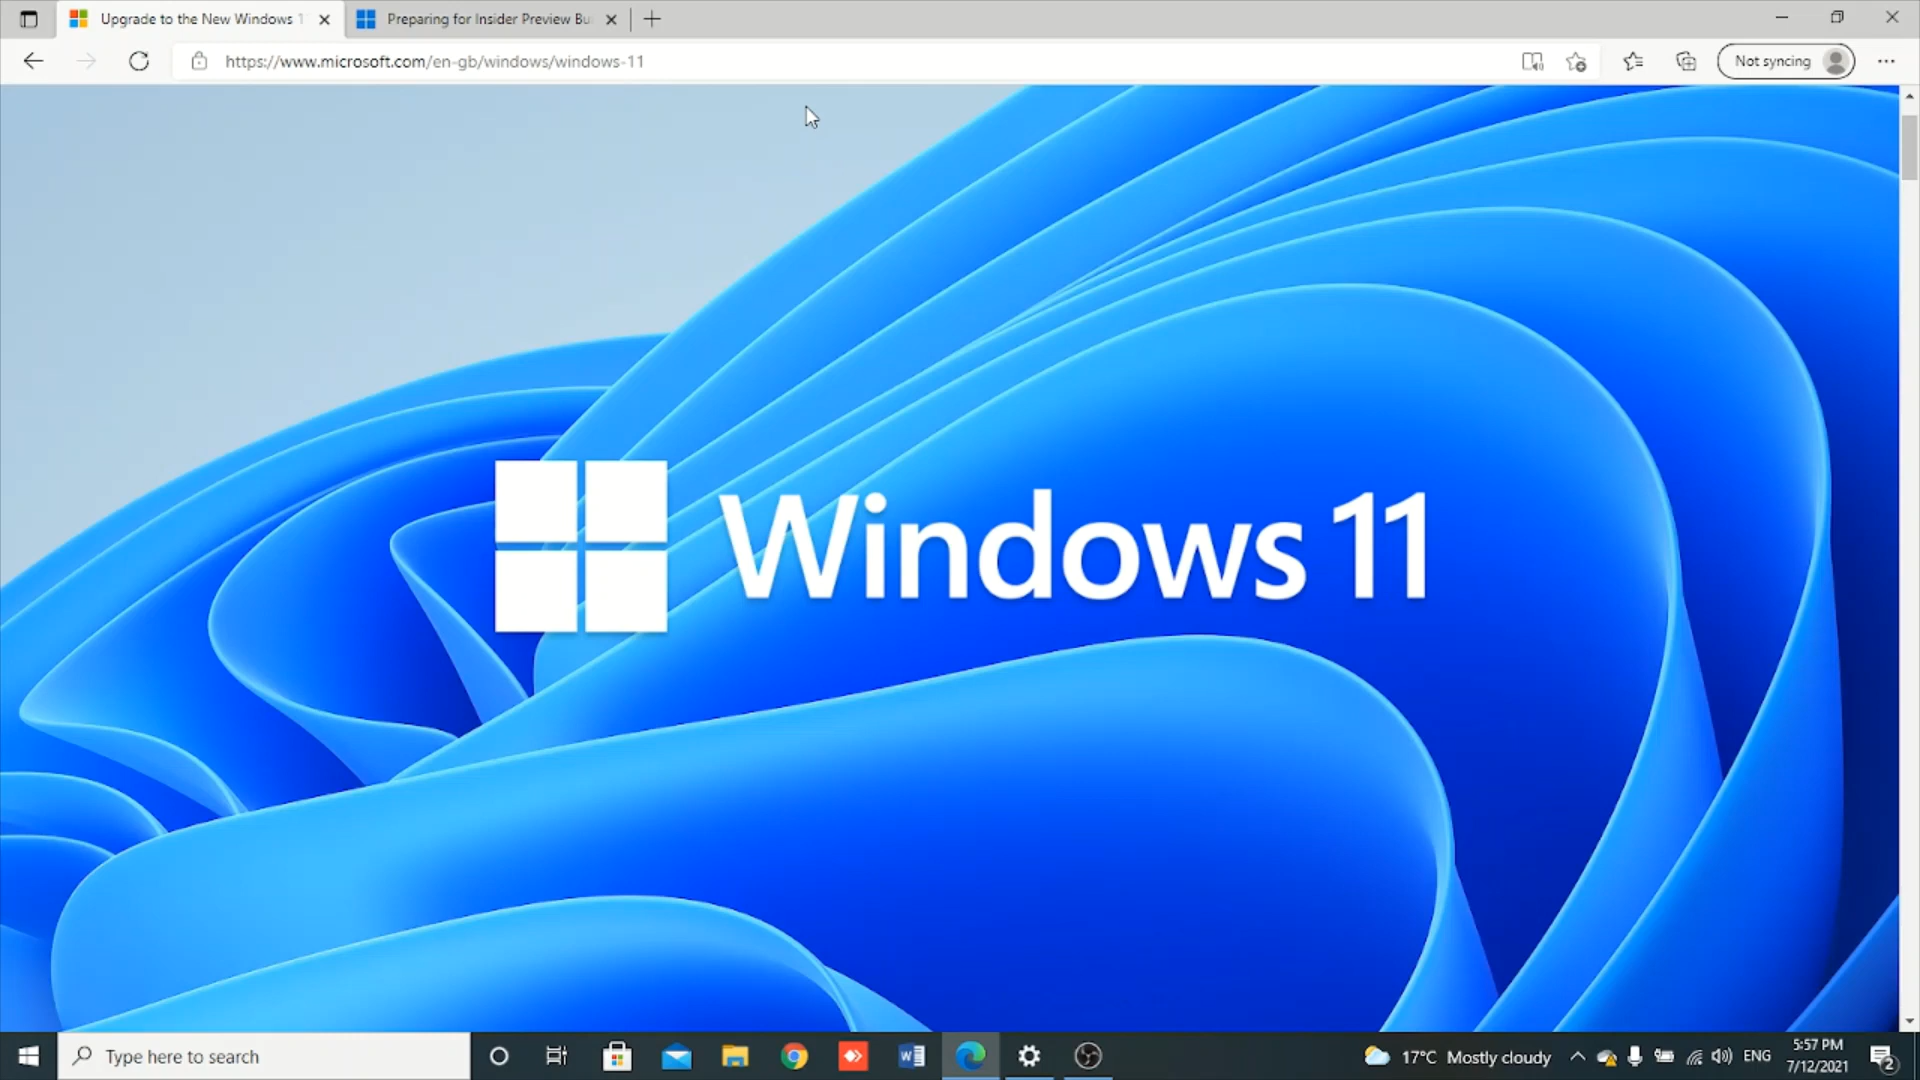 Upgrade to the New Windows 1
Preparing for Insider Preview Bu
https://www.microsoft.com/en-gb/windows/windows-11
Not syncing
Windows 11
Type here to search
17°C Mostly cloudy
ENG
5:57 PM
7/12/2021
2